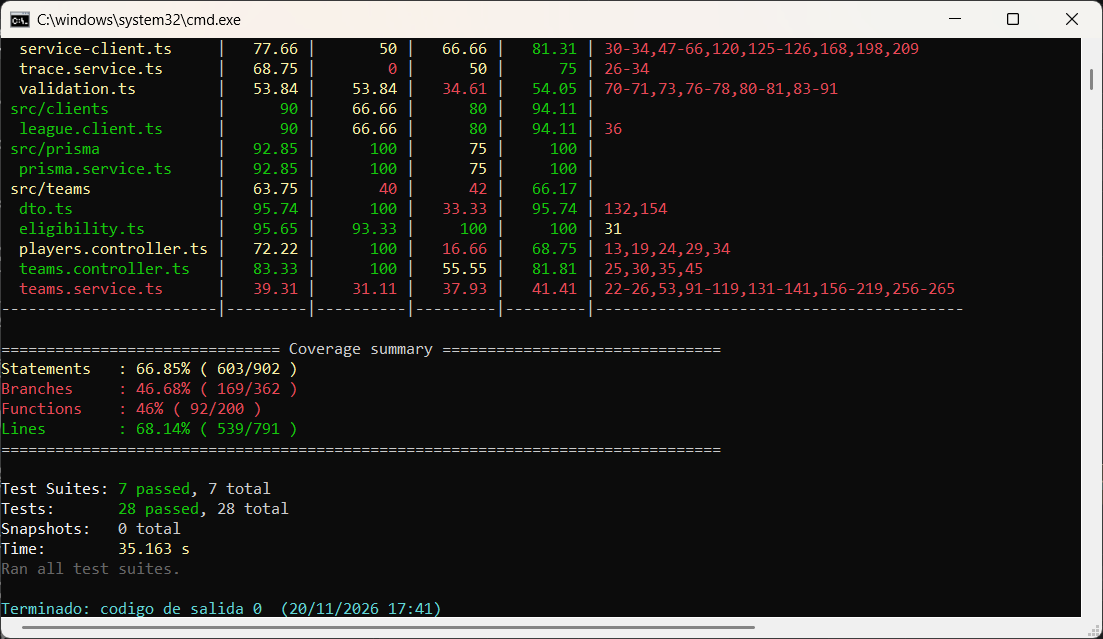 C:\windows\system32\cmd.exe
service-client.ts | 77.66 | 50 | 66.66 | 81.31 | 30-34,47-66,120,125-126,168,198,209
trace.service.ts | 68.75 | 0 | 50 | 75 | 26-34
validation.ts | 53.84 | 53.84 | 34.61 | 54.05 | 70-71,73,76-78,80-81,83-91
src/clients | 90 | 66.66 | 80 | 94.11 |
league.client.ts | 90 | 66.66 | 80 | 94.11 | 36
src/prisma | 92.85 | 100 | 75 | 100 |
prisma.service.ts | 92.85 | 100 | 75 | 100 |
src/teams | 63.75 | 40 | 42 | 66.17 |
dto.ts | 95.74 | 100 | 33.33 | 95.74 | 132,154
eligibility.ts | 95.65 | 93.33 | 100 | 100 | 31
players.controller.ts | 72.22 | 100 | 16.66 | 68.75 | 13,19,24,29,34
teams.controller.ts | 83.33 | 100 | 55.55 | 81.81 | 25,30,35,45
teams.service.ts | 39.31 | 31.11 | 37.93 | 41.41 | 22-26,53,91-119,131-141,156-219,256-265
------------------------|---------|----------|---------|---------|-----------------------------------------
=============================== Coverage summary ===============================
Statements : 66.85% ( 603/902 )
Branches : 46.68% ( 169/362 )
Functions : 46% ( 92/200 )
Lines : 68.14% ( 539/791 )
================================================================================
Test Suites: 7 passed, 7 total
Tests: 28 passed, 28 total
Snapshots: 0 total
Time: 35.163 s
Ran all test suites.
Terminado: codigo de salida 0 (20/11/2026 17:41)